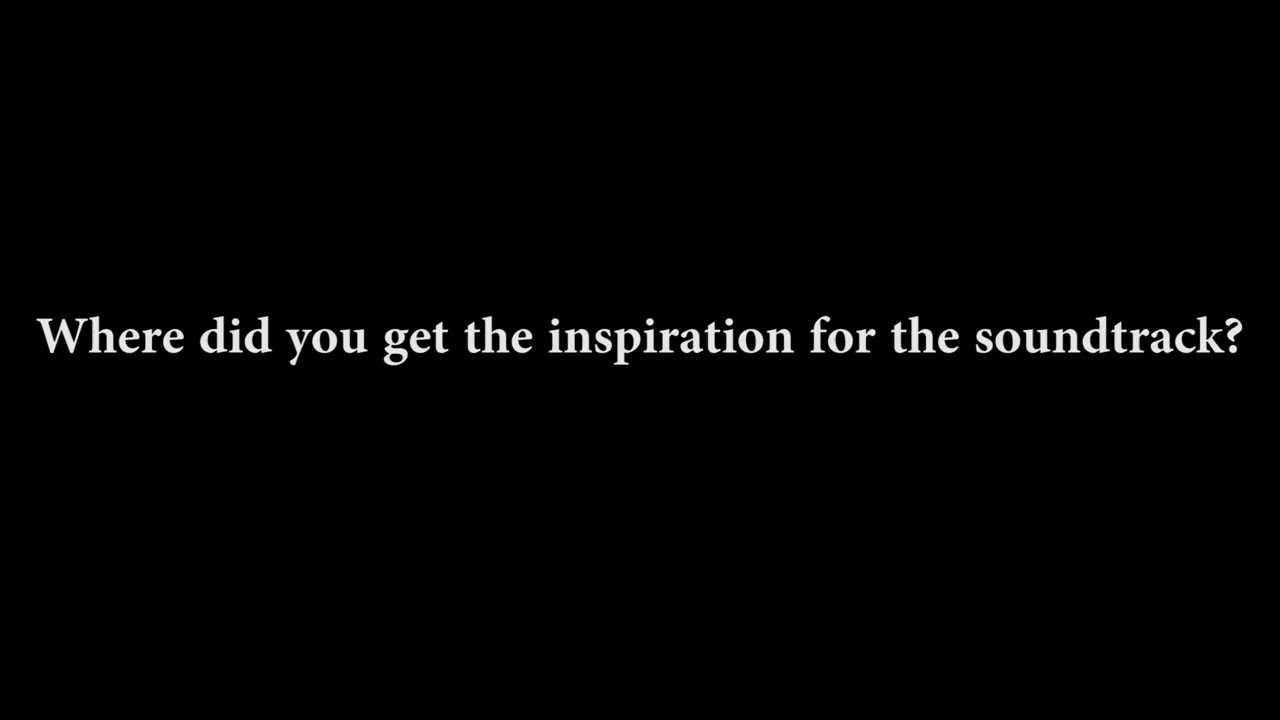 Where did you get the inspiration for the soundtrack?